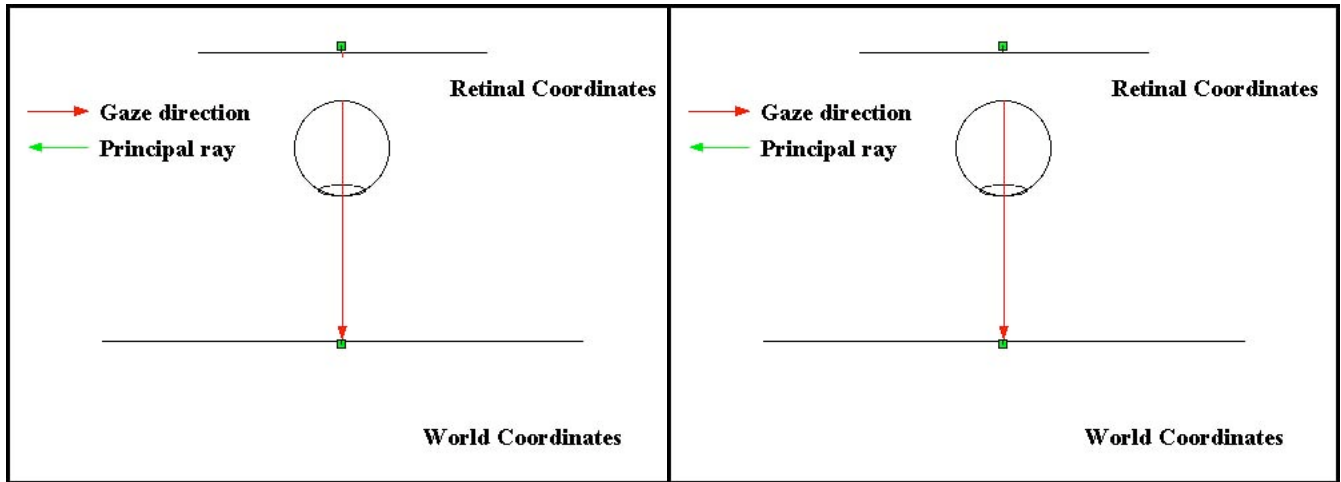 Retinal Coordinates
Gaze direction
Principal ray
World Coordinates
Retinal Coordinates
Gaze direction
Principal ray
World Coordinates